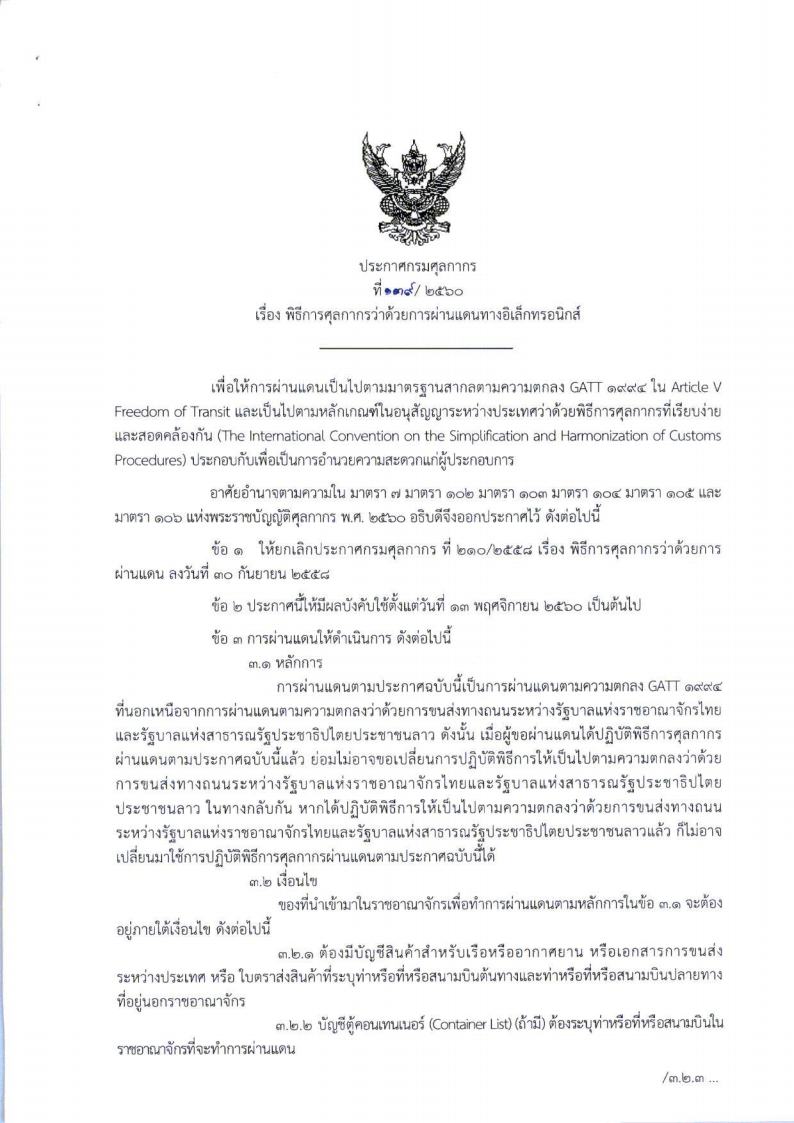 ประกาศกรมศุลกากร
ที่ ๑๓๙/ ๒๕๖๐
เรื่อง พิธีการศุลกากรว่าด้วยการผ่านแดนทางอิเล็กทรอนิกส์
เพื่อให้การผ่านแดนเป็นไปตามมาตรฐานสากลตามความตกลง GATT ๑๙๙๔ ใน Article V
Freedom of Transit และเป็นไปตามหลักเกณฑ์ในอนุสัญญาระหว่างประเทศว่าด้วยพิธีการศุลกากรที่เรียบง่าย
และสอดคล้องกัน (The International Convention on the Simplification and Harmonization of Customs
Procedures) ประกอบกับเพื่อเป็นการอำนวยความสะดวกแก่ผู้ประกอบการ
อาศัยอำนาจตามความใน มาตรา ๗ มาตรา ๑๐๒ มาตรา ๑๐๓ มาตรา ๑๐๔ มาตรา ๑๐๕ และ
มาตรา ๑๐๖ แห่งพระราชบัญญัติศุลกากร พ.ศ. ๒๕๖๐ อธิบดีจึงออกประกาศไว้ ดังต่อไปนี้
ข้อ ๑ ให้ยกเลิกประกาศกรมศุลกากร ที่ ๒๑๐/๒๕๕๘ เรื่อง พิธีการศุลกากรว่าด้วยการ
ผ่านแดน ลงวันที่ ๓๐ กันยายน ๒๕๕๘
ข้อ ๒ ประกาศนี้ให้มีผลบังคับใช้ตั้งแต่วันที่ ๑๓ พฤศจิกายน ๒๕๖๐ เป็นต้นไป
ข้อ ๓ การผ่านแดนให้ดำเนินการ ดังต่อไปนี้
๓.๑ หลักการ
การผ่านแดนตามประกาศฉบับนี้เป็นการผ่านแดนตามความตกลง GATT ๑๙๙๔
ที่นอกเหนือจากการผ่านแดนตามความตกลงว่าด้วยการขนส่งทางถนนระหว่างรัฐบาลแห่งราชอาณาจักรไทย
และรัฐบาลแห่งสาธารณรัฐประชาธิปไตยประชาชนลาว ดังนั้น เมื่อผู้ขอผ่านแดนได้ปฏิบัติพิธีการศุลกากร
ผ่านแดนตามประกาศฉบับนี้แล้ว ย่อมไม่อาจขอเปลี่ยนการปฏิบัติพิธีการให้เป็นไปตามความตกลงว่าด้วย
การขนส่งทางถนนระหว่างรัฐบาลแห่งราชอาณาจักรไทยและรัฐบาลแห่งสาธารณรัฐประชาธิปไตย
ประชาชนลาว ในทางกลับกัน หากได้ปฏิบัติพิธีการให้เป็นไปตามความตกลงว่าด้วยการขนส่งทางถนน
ระหว่างรัฐบาลแห่งราชอาณาจักรไทยและรัฐบาลแห่งสาธารณรัฐประชาธิปไตยประชาชนลาวแล้ว ก็ไม่อาจ
เปลี่ยนมาใช้การปฏิบัติพิธีการศุลกากรผ่านแดนตามประกาศฉบับนี้ได้
๓.๒ เงื่อนไข
ของที่นำเข้ามาในราชอาณาจักรเพื่อทำการผ่านแดนตามหลักการในข้อ ๓.๑ จะต้อง
อยู่ภายใต้เงื่อนไข ดังต่อไปนี้
๓.๒.๑ ต้องมีบัญชีสินค้าสำหรับเรือหรืออากาศยาน หรือเอกสารการขนส่ง
ระหว่างประเทศ หรือ ใบตราส่งสินค้าที่ระบุท่าหรือที่หรือสนามบินต้นทางและท่าหรือที่หรือสนามบินปลายทาง
ที่อยู่นอกราชอาณาจักร
๓.๒.๒ บัญชีตู้คอนเทนเนอร์ (Container List) (ถ้ามี) ต้องระบุท่าหรือที่หรือสนามบินใน
ราชอาณาจักรที่จะทำการผ่านแดน
/๓.๒.๓ ...